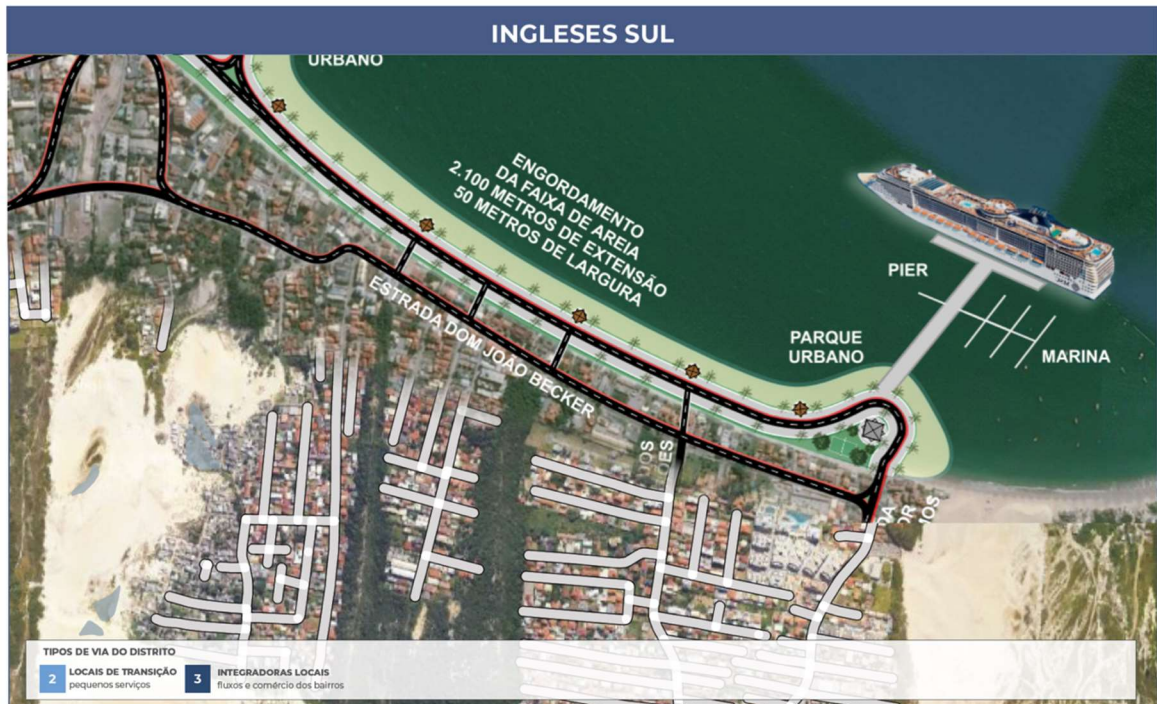 INGLESES SUL
URBANO
ENGORDAMENTO
DA FAIXA DE AREIA
2.100 METROS DE EXTENSÃO
50 METROS DE LARGURA
PIER
PARQUE
URBANO
MARINA
ESTRADA DOM JOÃO BECKER
TIPOS DE VIA DO DISTRITO
2 LOCAIS DE TRANSIÇÃO
pequenos serviços
3 INTEGRADORAS LOCAIS
fluxos e comércio dos bairros